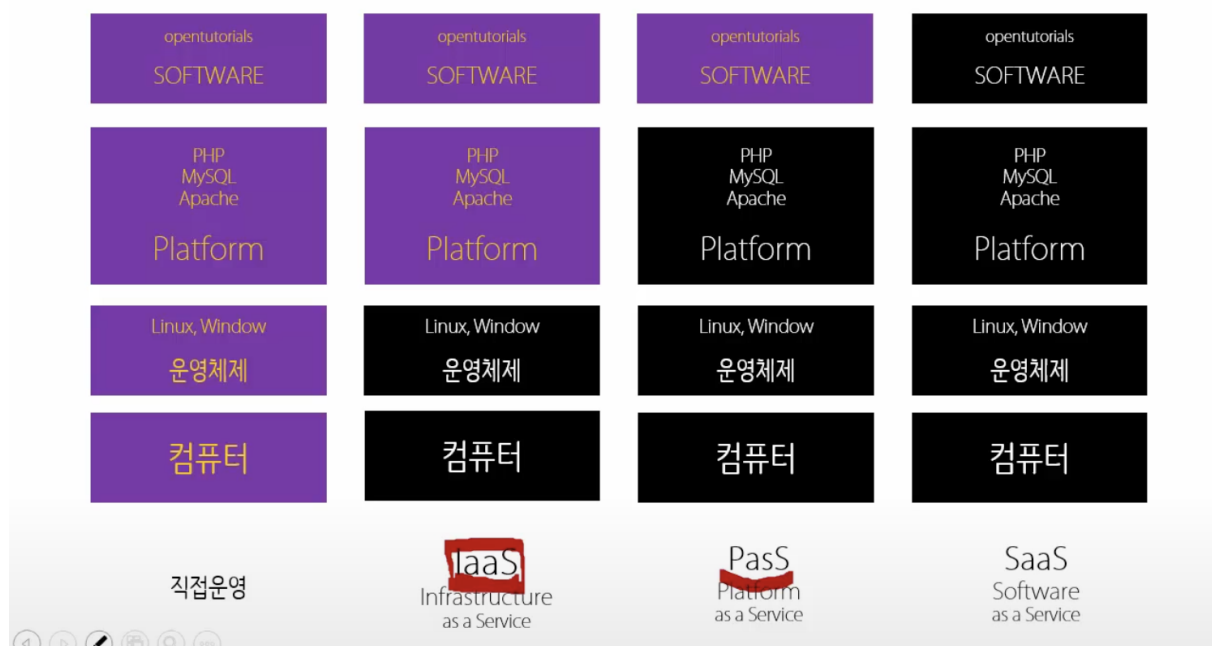 opentutorials
SOFTWARE
opentutorials
SOFTWARE
opentutorials
SOFTWARE
opentutorials
SOFTWARE
PHP
MySQL
Apache
Platform
PHP
MySQL
Apache
Platform
PHP
MySQL
Apache
Platform
PHP
MySQL
Apache
Platform
Linux, Window
운영체제
Linux, Window
운영체제
Linux, Window
운영체제
Linux, Window
운영체제
컴퓨터
컴퓨터
컴퓨터
컴퓨터
직접운영
IaaS
Infrastructure
as a Service
PasS
Platform
as a Service
SaaS
Software
as a Service